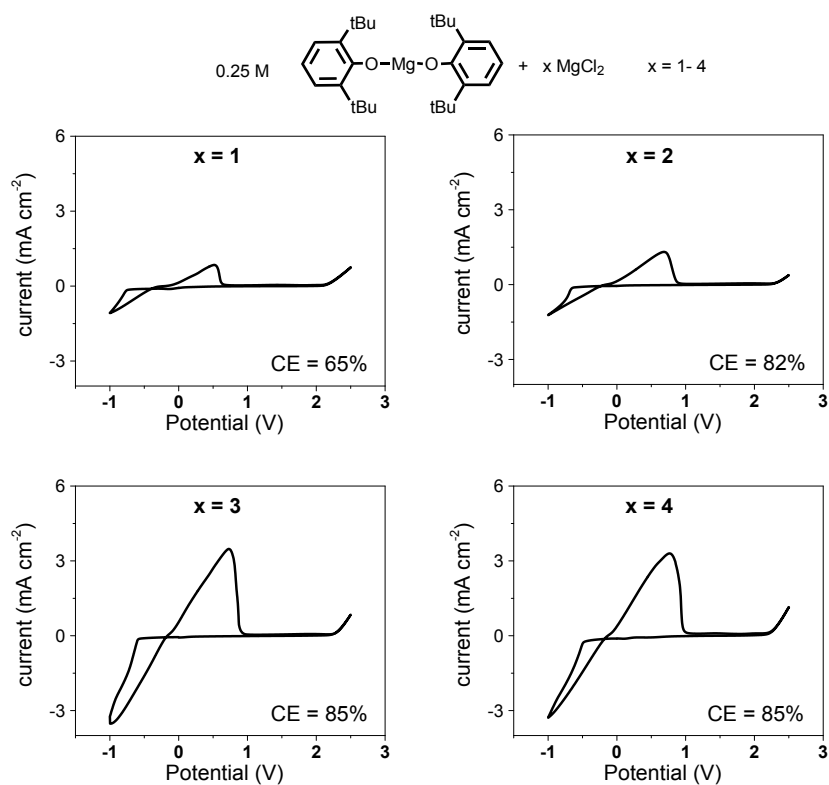 tBu tBu
0.25 M O Mg O + x MgCl₂ x = 1- 4
tBu tBu
6 6
x = 1 x = 2
3 3
0 0
-3 -3
CE = 65% CE = 82%
current (mA cm⁻²) current (mA cm⁻²)
-1 0 1 2 3 -1 0 1 2 3
Potential (V) Potential (V)
6 6
x = 3 x = 4
3 3
0 0
-3 -3
CE = 85% CE = 85%
current (mA cm⁻²) current (mA cm⁻²)
-1 0 1 2 3 -1 0 1 2 3
Potential (V) Potential (V)